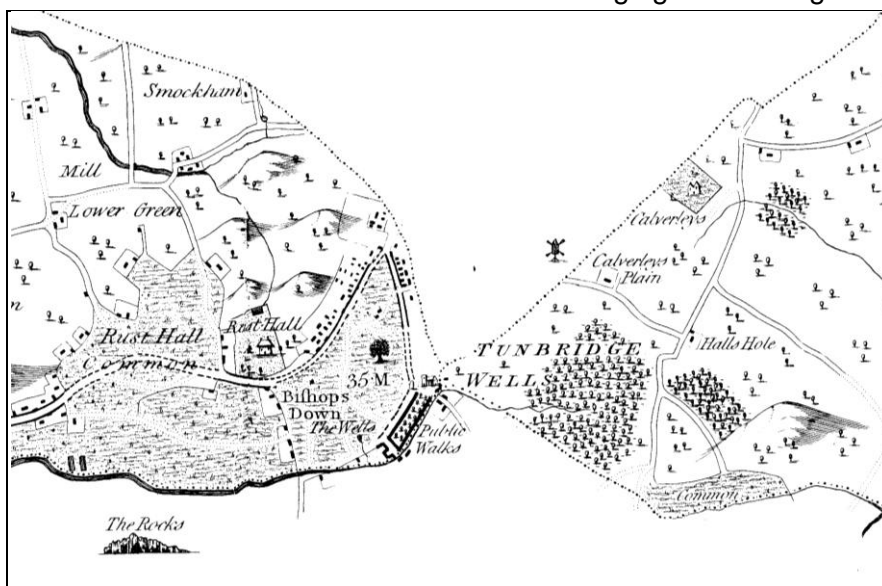 Smockham
Mill
Lower Green
Calverleys
Calverleys
Plain
Rust Hall
Common
Rust Hall
Halls Hole
TUNBRIDGE
WELLS
35·M
Biſhops
Down
The Wells
Public
Walks
Common
The Rocks